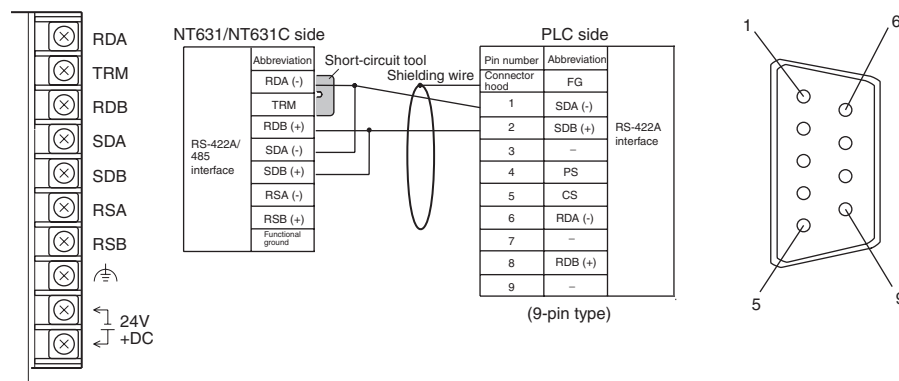 RDA
TRM
RDB
SDA
SDB
RSA
RSB
24V
+DC
NT631/NT631C side
Abbreviation
RDA (-)
TRM
RDB (+)
SDA (-)
SDB (+)
RSA (-)
RSB (+)
Functional
ground
RS-422A/
485
interface
Short-circuit tool
Shielding wire
PLC side
Pin number Abbreviation
Connector
hood FG
1 SDA (-)
2 SDB (+)
3 –
4 PS
5 CS
6 RDA (-)
7 –
8 RDB (+)
9 –
RS-422A
interface
(9-pin type)
1
6
5
9